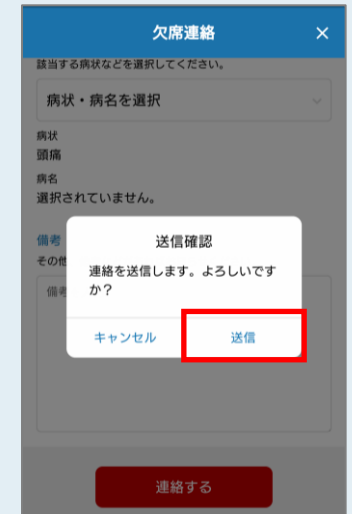 欠席連絡 ×
該当する病状などを選択してください。
病状・病名を選択
病状
頭痛
病名
選択されていません。
備考
その他
備考
送信確認
連絡を送信します。よろしいです
か？
キャンセル 送信
連絡する